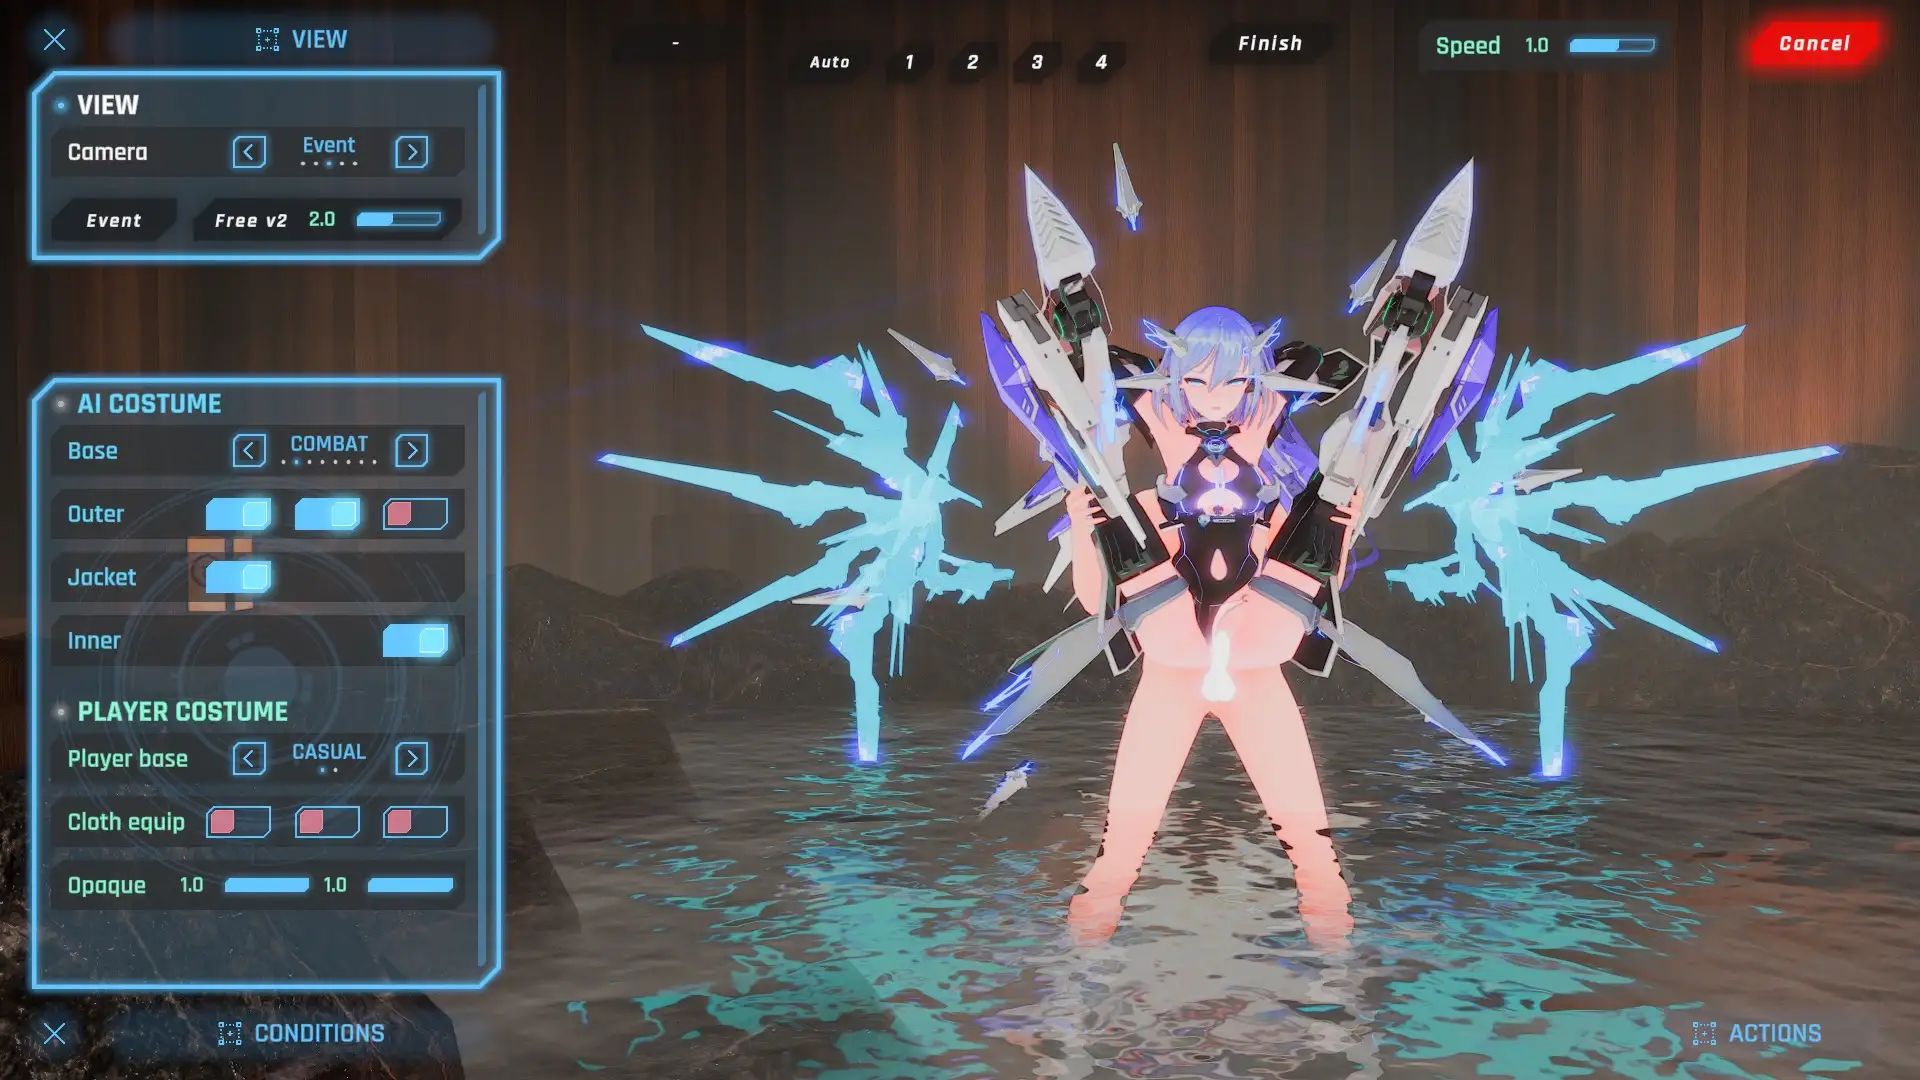 VIEW
-
Auto
1
2
3
4
Finish
Speed 1.0
Cancel
VIEW
Camera
Event
Event
Free v2 2.0
AI COSTUME
Base
COMBAT
Outer
Jacket
Inner
PLAYER COSTUME
Player base
CASUAL
Cloth equip
Opaque 1.0 1.0
CONDITIONS
ACTIONS